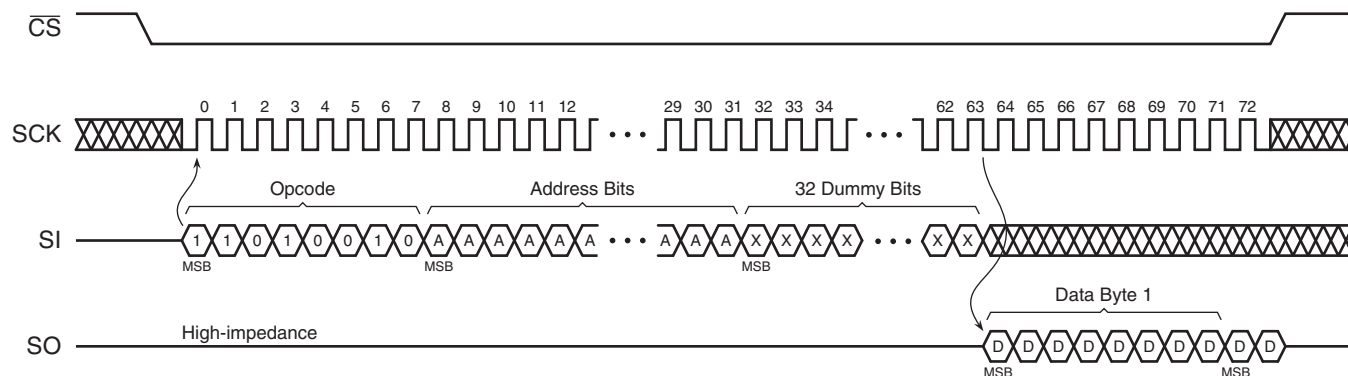 CS
0 1 2 3 4 5 6 7 8 9 10 11 12 29 30 31 32 33 34 62 63 64 65 66 67 68 69 70 71 72
SCK
Opcode Address Bits 32 Dummy Bits
SI 1 1 0 1 0 0 1 0 A A A A A A A A A X X X X X X
MSB MSB MSB
Data Byte 1
High-impedance
SO D D D D D D D D D D
MSB MSB